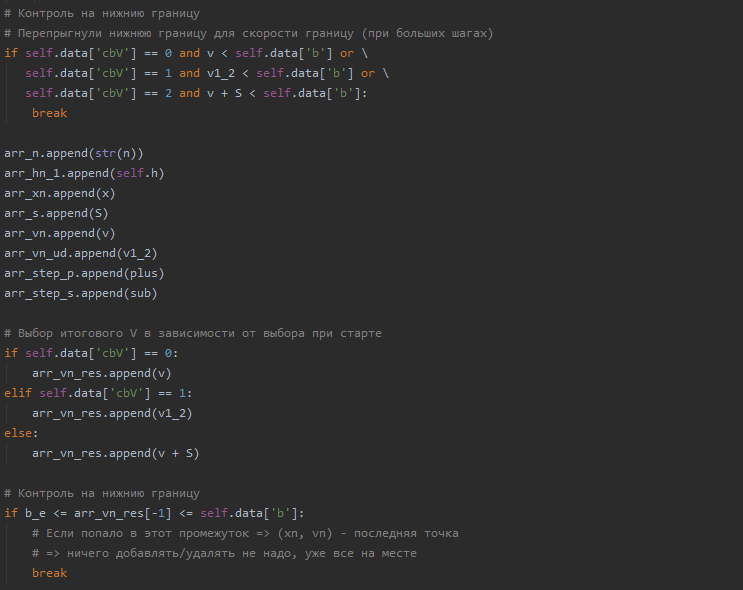 # Контроль на нижнию границу
# Перепрыгнули нижнюю границу для скорости границу (при больших шагах)
if self.data['cbV'] == 0 and v < self.data['b'] or \
   self.data['cbV'] == 1 and v1_2 < self.data['b'] or \
   self.data['cbV'] == 2 and v + S < self.data['b']:
    break

arr_n.append(str(n))
arr_hn_1.append(self.h)
arr_xn.append(x)
arr_s.append(S)
arr_vn.append(v)
arr_vn_ud.append(v1_2)
arr_step_p.append(plus)
arr_step_s.append(sub)

# Выбор итогового V в зависимости от выбора при старте
if self.data['cbV'] == 0:
    arr_vn_res.append(v)
elif self.data['cbV'] == 1:
    arr_vn_res.append(v1_2)
else:
    arr_vn_res.append(v + S)

# Контроль на нижнию границу
if b_e <= arr_vn_res[-1] <= self.data['b']:
    # Если попало в этот промежуток => (xn, vn) - последняя точка
    # => ничего добавлять/удалять не надо, уже все на месте
    break